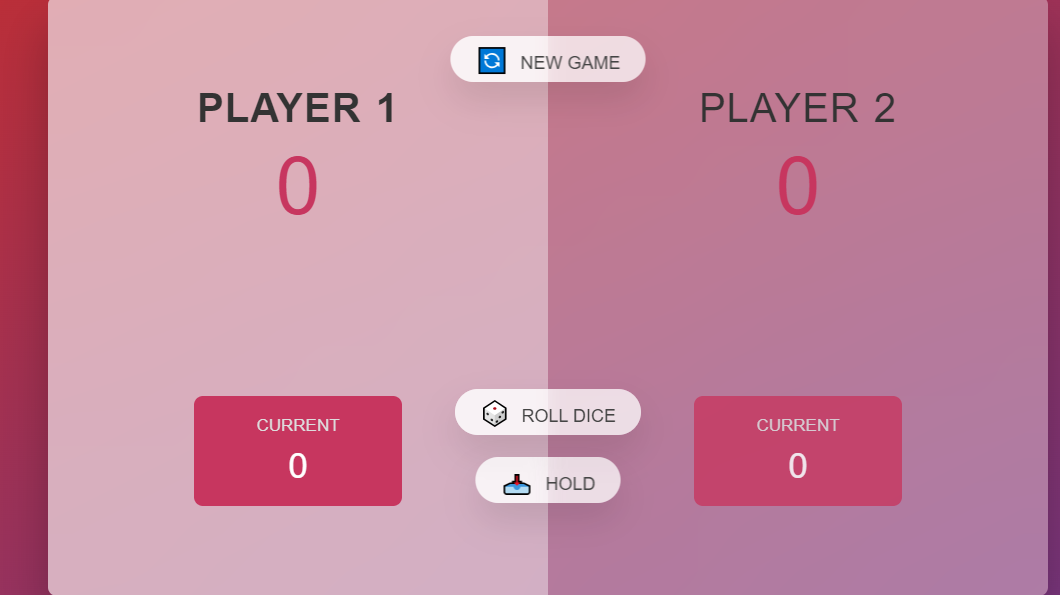 NEW GAME
PLAYER 1
0
PLAYER 2
0
CURRENT
0
ROLL DICE
HOLD
CURRENT
0